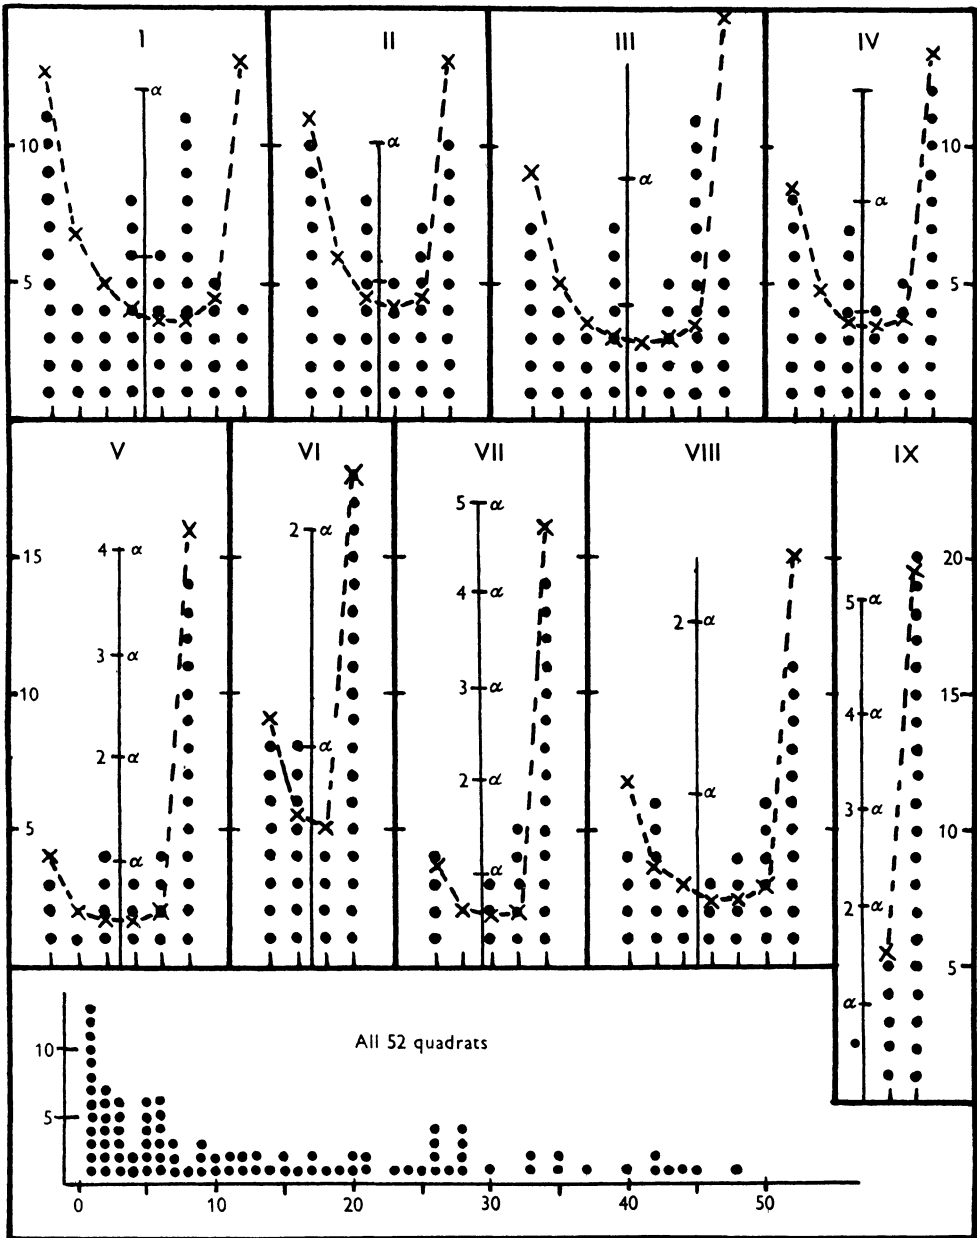 I II III IV
α α α α
10 10
5 5
V VI VII VIII IX
5 α
2 α
4 α
15 20
5 α
4 α
2 α
3 α
10 3 α 4 α 15
2 α 2 α α
α 3 α
5 10
α α 2 α
5
α
All 52 quadrats
10
5
0 10 20 30 40 50